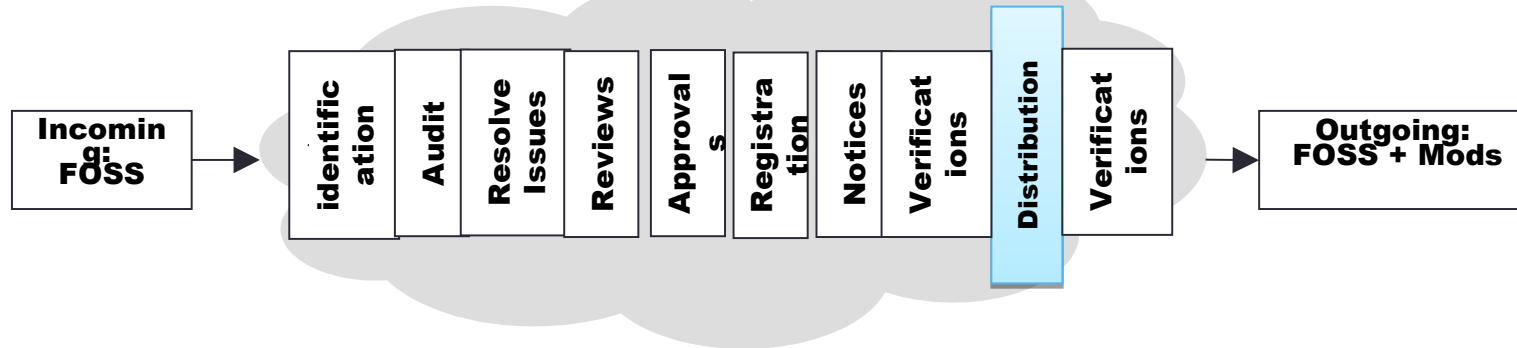 Incomin
g:
FOSS
identific
ation
Audit
Resolve
Issues
Reviews
Approval
s
Registra
tion
Notices
Verificat
ions
Distribution
Verificat
ions
Outgoing:
FOSS + Mods